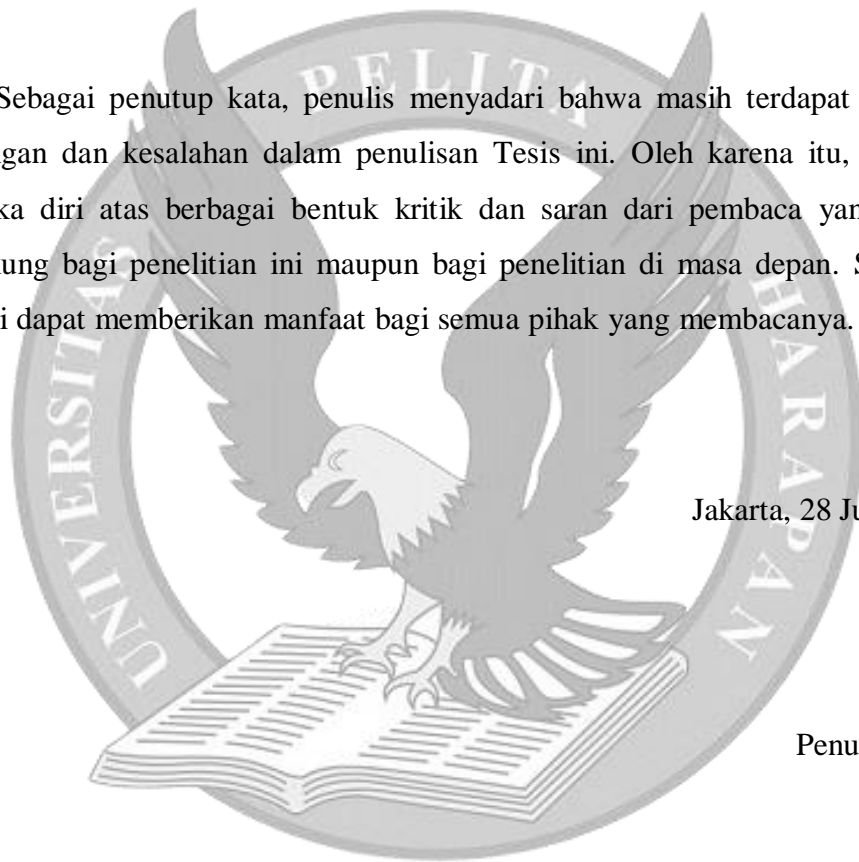 Sebagai penutup kata, penulis menyadari bahwa masih terdapat
ngan dan kesalahan dalam penulisan Tesis ini. Oleh karena itu,
ka diri atas berbagai bentuk kritik dan saran dari pembaca yan
ung bagi penelitian ini maupun bagi penelitian di masa depan. S
i dapat memberikan manfaat bagi semua pihak yang membacanya.
Jakarta, 28 Ju
Penu
UNIVERSITAS PELITA HARAPAN